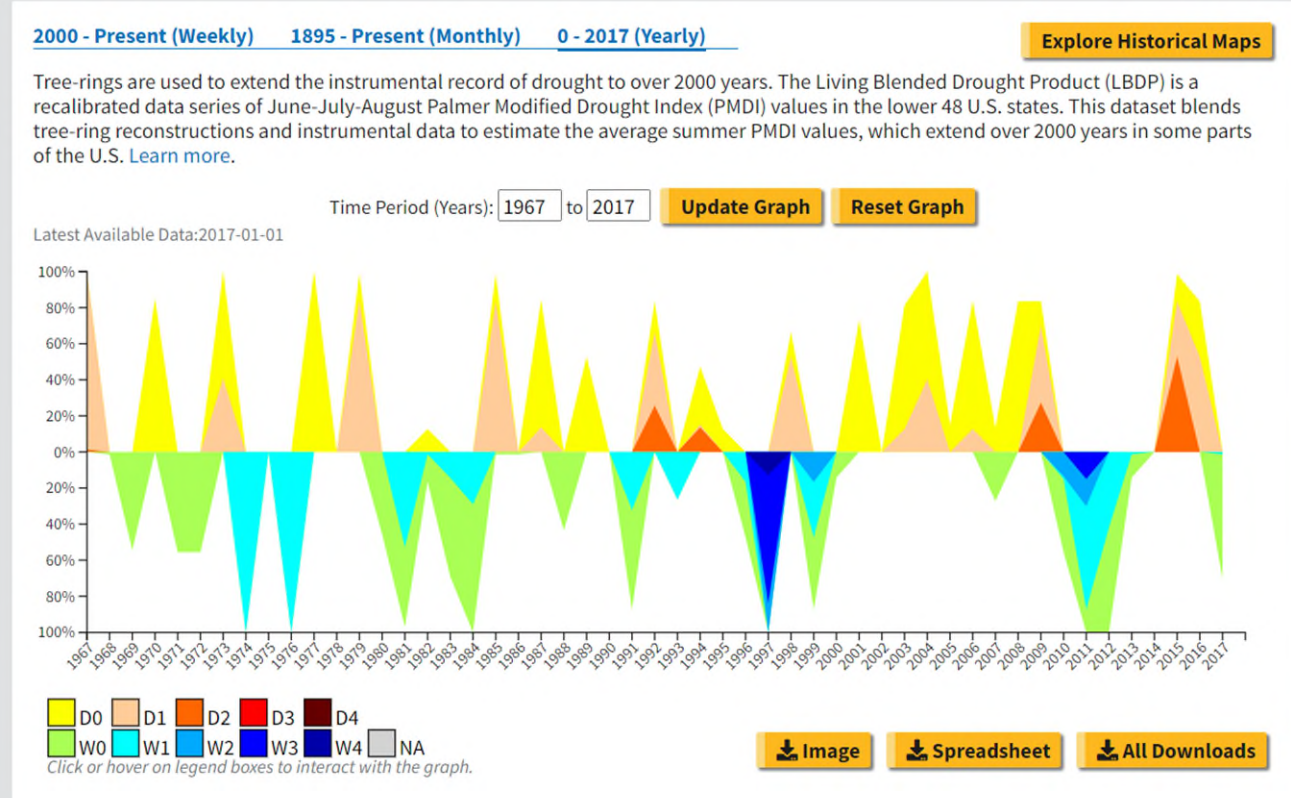 2000 - Present (Weekly) 1895 - Present (Monthly) 0 - 2017 (Yearly) Explore Historical Maps
Tree-rings are used to extend the instrumental record of drought to over 2000 years. The Living Blended Drought Product (LBDP) is a
recalibrated data series of June-July-August Palmer Modified Drought Index (PMDI) values in the lower 48 U.S. states. This dataset blends
tree-ring reconstructions and instrumental data to estimate the average summer PMDI values, which extend over 2000 years in some parts
of the U.S. Learn more.
Time Period (Years): 1967 to 2017 Update Graph Reset Graph
Latest Available Data:2017-01-01
100%
80%
60%
40%
20%
0%
20%
40%
60%
80%
100%
1967 1968 1969 1970 1971 1972 1973 1974 1975 1976 1977 1978 1979 1980 1981 1982 1983 1984 1985 1986 1987 1988 1989 1990 1991 1992 1993 1994 1995 1996 1997 1998 1999 2000 2001 2002 2003 2004 2005 2006 2007 2008 2009 2010 2011 2012 2013 2014 2015 2016 2017
D0 D1 D2 D3 D4
W0 W1 W2 W3 W4 NA
Click or hover on legend boxes to interact with the graph.
Image Spreadsheet All Downloads